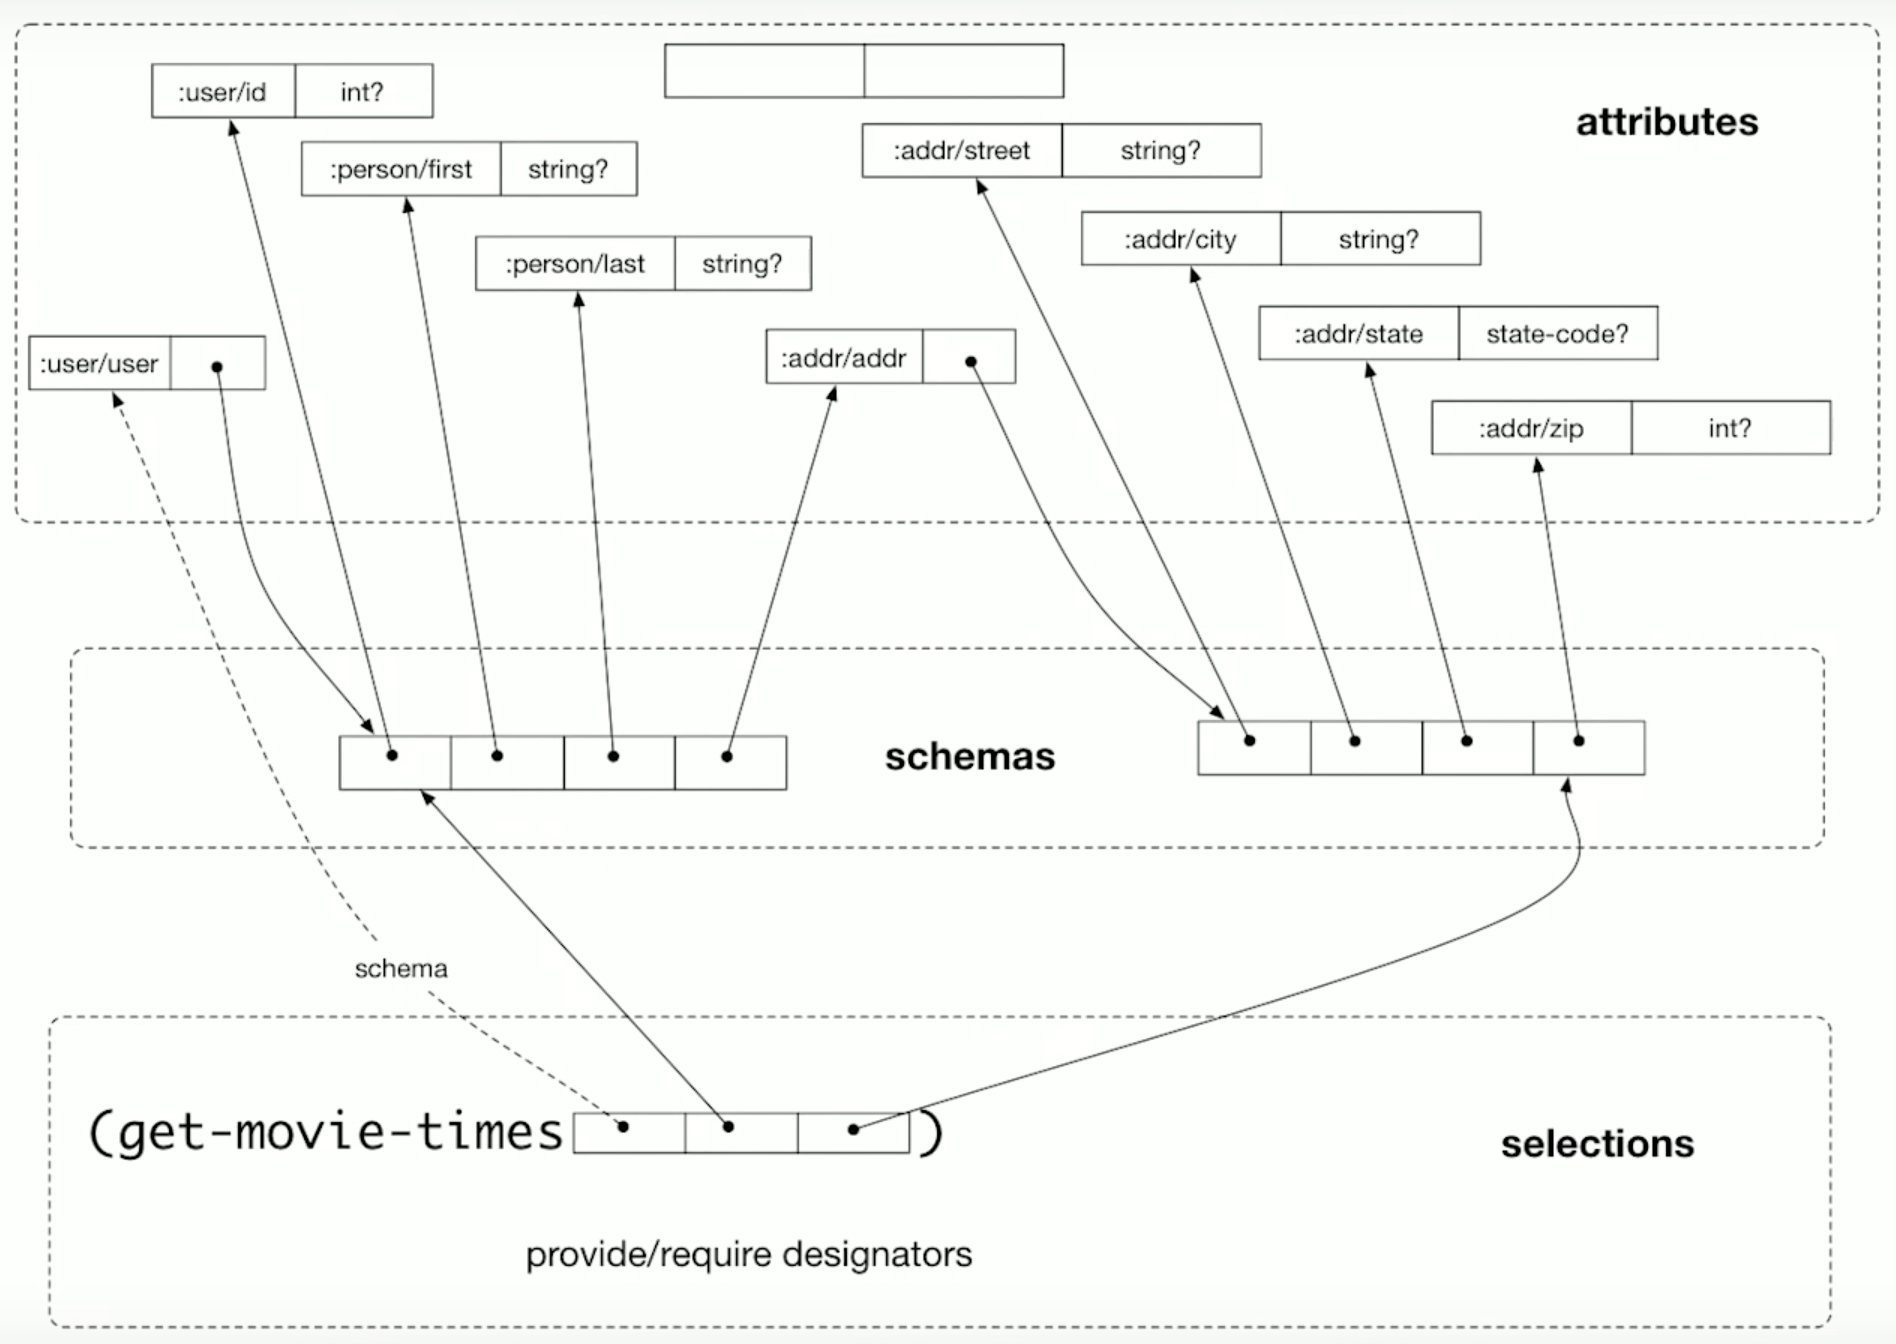 :user/id int?
attributes
:person/first string?
:addr/street string?
:person/last string?
:addr/city string?
:user/user
:addr/addr
:addr/state state-code?
:addr/zip int?
schemas
schema
(get-movie-times )
selections
provide/require designators